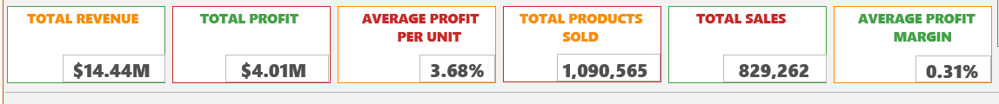 TOTAL REVENUE
$14.44M
TOTAL PROFIT
$4.01M
AVERAGE PROFIT
PER UNIT
3.68%
TOTAL PRODUCTS
SOLD
1,090,565
TOTAL SALES
829,262
AVERAGE PROFIT
MARGIN
0.31%